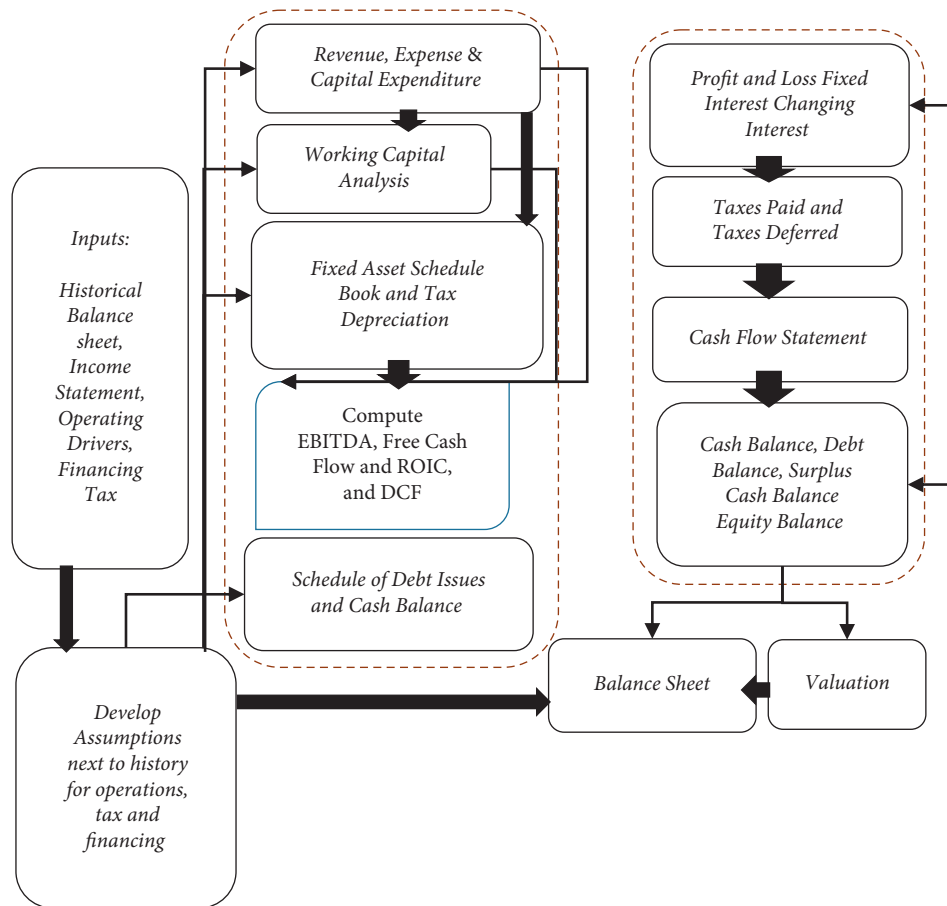 Inputs:
Historical
Balance
sheet,
Income
Statement,
Operating
Drivers,
Financing
Tax
Develop
Assumptions
next to history
for operations,
tax and
financing
Revenue, Expense &
Capital Expenditure
Working Capital
Analysis
Fixed Asset Schedule
Book and Tax
Depreciation
Compute
EBITDA, Free Cash
Flow and ROIC,
and DCF
Schedule of Debt Issues
and Cash Balance
Profit and Loss Fixed
Interest Changing
Interest
Taxes Paid and
Taxes Deferred
Cash Flow Statement
Cash Balance, Debt
Balance, Surplus
Cash Balance
Equity Balance
Balance Sheet
Valuation